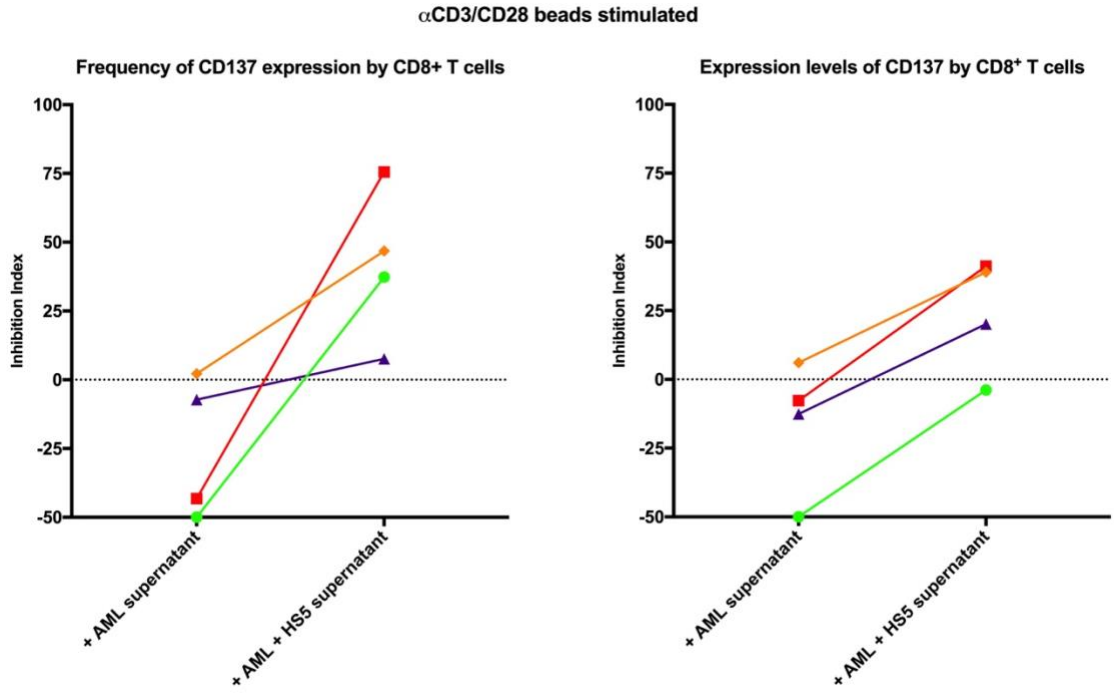 αCD3/CD28 beads stimulated
Frequency of CD137 expression by CD8+ T cells
Inhibition Index
100
75
50
25
0
-25
-50
+ AML supernatant
+ AML + HS5 supernatant
Expression levels of CD137 by CD8⁺ T cells
Inhibition Index
100
75
50
25
0
-25
-50
+ AML supernatant
+ AML + HS5 supernatant